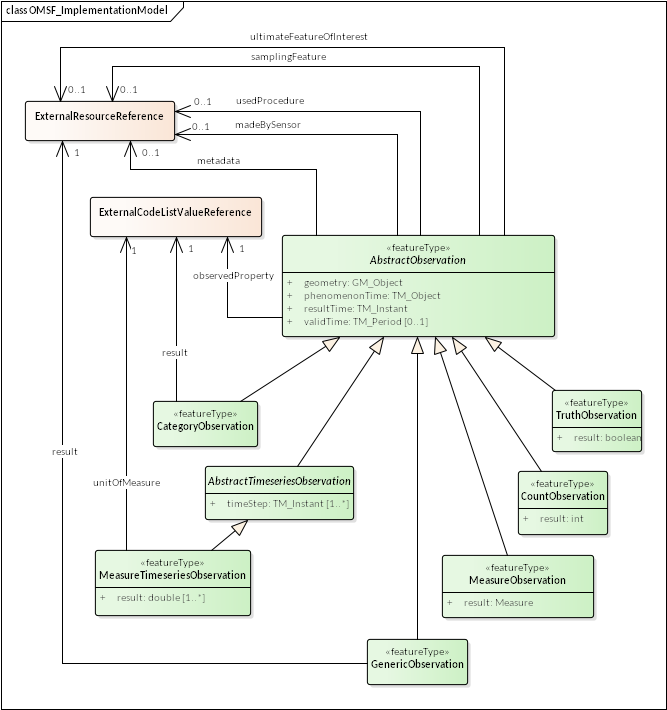 class OMSF_ImplementationModel
ultimateFeatureOfInterest
samplingFeature
0..1
0..1
usedProcedure
0..1
ExternalResourceReference
madeBySensor
0..1
1
0..1
metadata
ExternalCodeListValueReference
1
1
1
observedProperty
«featureType»
AbstractObservation
+ geometry: GM_Object
+ phenomenonTime: TM_Object
+ resultTime: TM_Instant
+ validTime: TM_Period [0..1]
result
«featureType»
CategoryObservation
«featureType»
TruthObservation
+ result: boolean
result
AbstractTimeseriesObservation
+ timeStep: TM_Instant [1..*]
unitOfMeasure
«featureType»
CountObservation
+ result: int
«featureType»
MeasureTimeseriesObservation
+ result: double [1..*]
«featureType»
MeasureObservation
+ result: Measure
«featureType»
GenericObservation